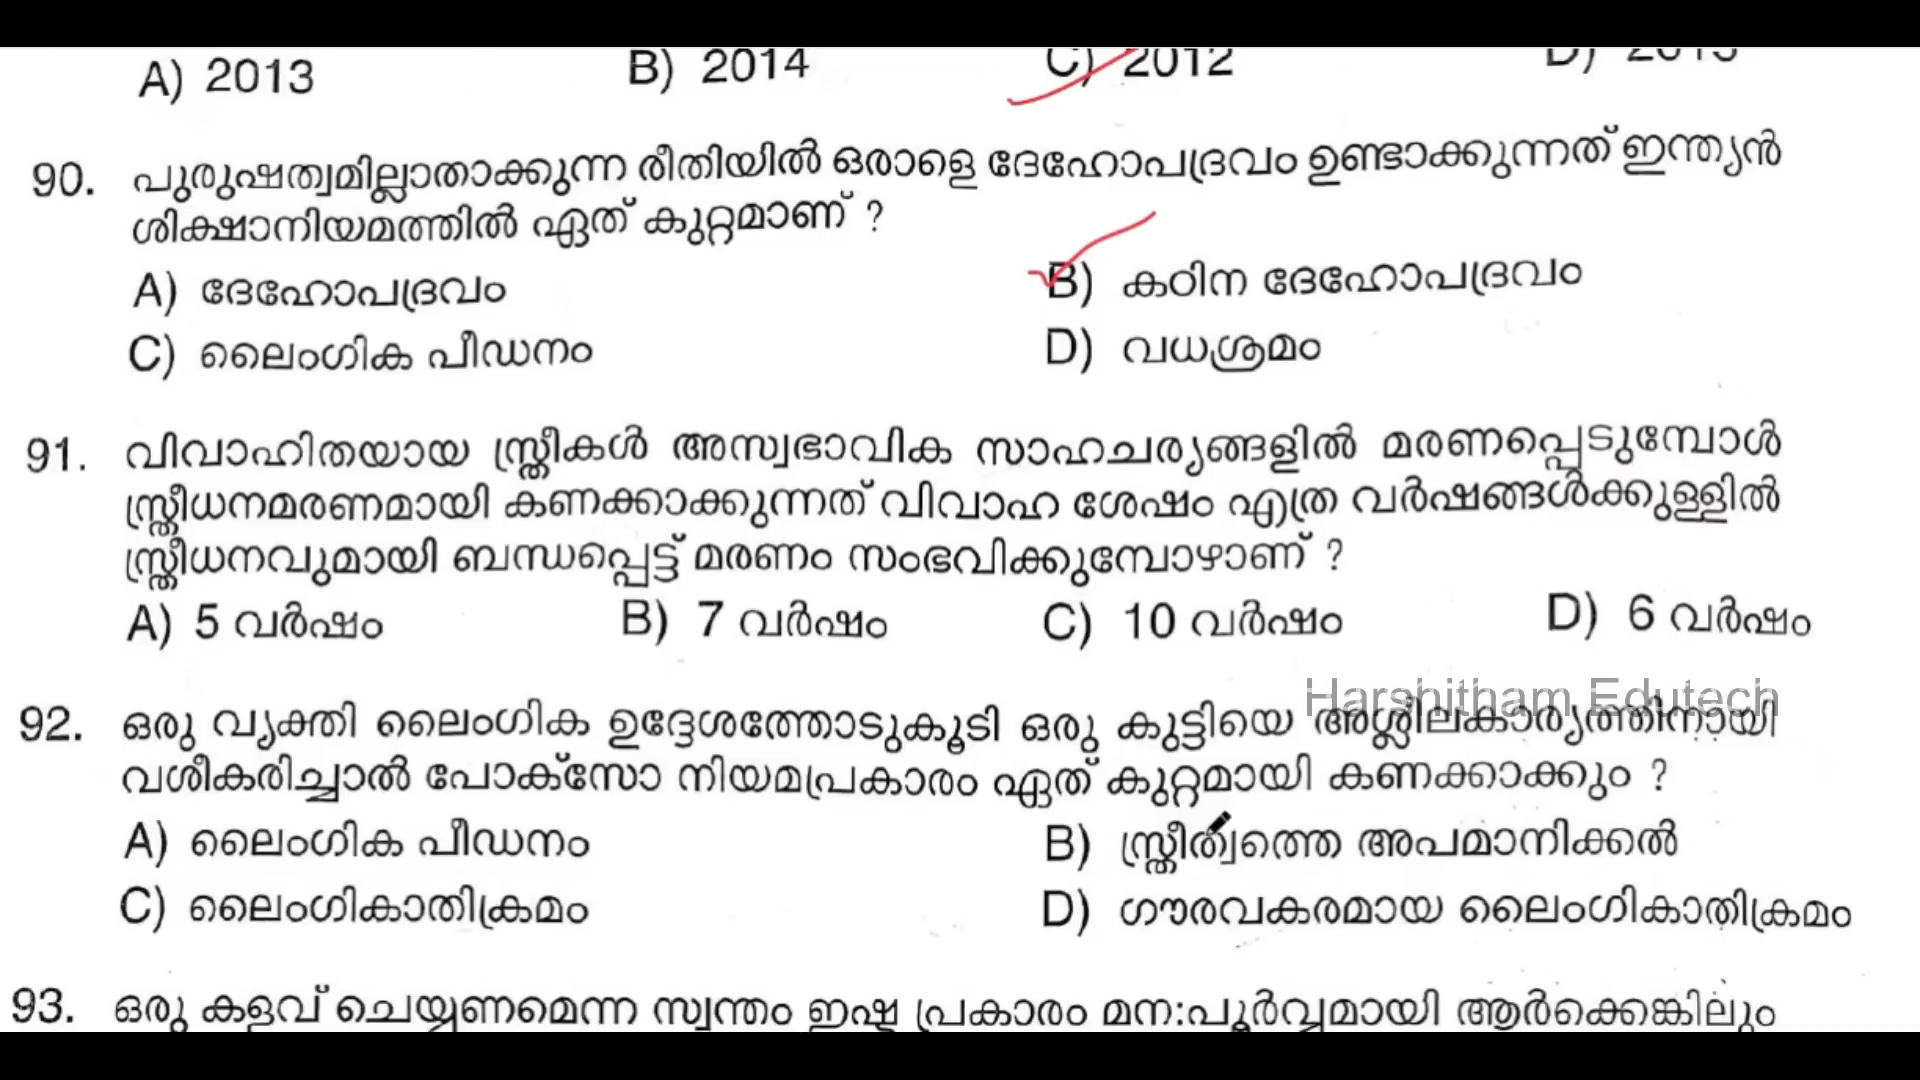 A) 2013 B) 2014 C) 2012 D) 2015
90. പുരുഷത്വമില്ലാതാക്കുന്ന രീതിയിൽ ഒരാളെ ദേഹോപദ്രവം ഉണ്ടാക്കുന്നത് ഇന്ത്യൻ
ശിക്ഷാനിയമത്തിൽ ഏത് കുറ്റമാണ് ?
A) ദേഹോപദ്രവം B) കഠിന ദേഹോപദ്രവം
C) ലൈംഗിക പീഡനം D) വധശ്രമം
91. വിവാഹിതയായ സ്ത്രീകൾ അസ്വഭാവിക സാഹചര്യങ്ങളിൽ മരണപ്പെടുമ്പോൾ
സ്ത്രീധനമരണമായി കണക്കാക്കുന്നത് വിവാഹ ശേഷം എത്ര വർഷങ്ങൾക്കുള്ളിൽ
സ്ത്രീധനവുമായി ബന്ധപ്പെട്ട് മരണം സംഭവിക്കുമ്പോഴാണ് ?
A) 5 വർഷം B) 7 വർഷം C) 10 വർഷം D) 6 വർഷം
Harshitham Edutech
92. ഒരു വ്യക്തി ലൈംഗിക ഉദ്ദേശത്തോടുകൂടി ഒരു കുട്ടിയെ അശ്ലീലകാര്യത്തിനായി
വശീകരിച്ചാൽ പോക്സോ നിയമപ്രകാരം ഏത് കുറ്റമായി കണക്കാക്കും ?
A) ലൈംഗിക പീഡനം B) സ്ത്രീത്വത്തെ അപമാനിക്കൽ
C) ലൈംഗികാതിക്രമം D) ഗൗരവകരമായ ലൈംഗികാതിക്രമം
93. ഒരു കളവ് ചെയ്യണമെന്ന സ്വന്തം ഇഷ്ട പ്രകാരം മന:പൂർവ്വമായി ആർക്കെങ്കിലും